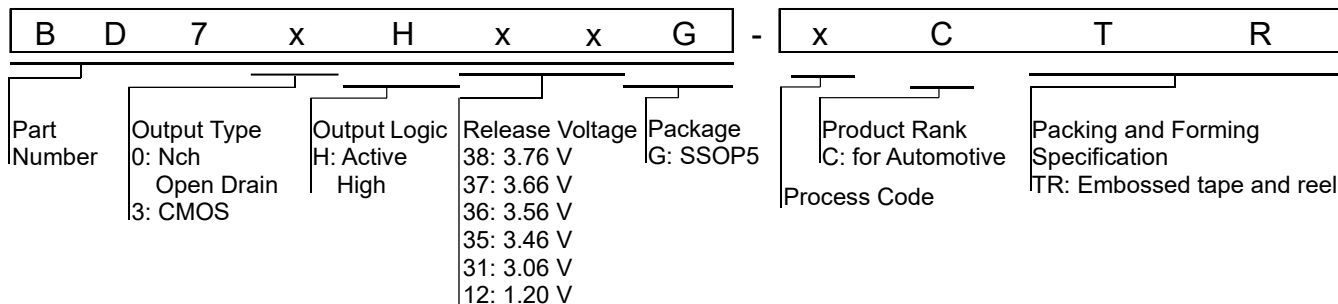 B D 7 x H x x G - x C T R
Part
Number
Output Type
0: Nch
Open Drain
3: CMOS
Output Logic
H: Active
High
Release Voltage
38: 3.76 V
37: 3.66 V
36: 3.56 V
35: 3.46 V
31: 3.06 V
12: 1.20 V
Package
G: SSOP5
Process Code
Product Rank
C: for Automotive
Packing and Forming
Specification
TR: Embossed tape and reel